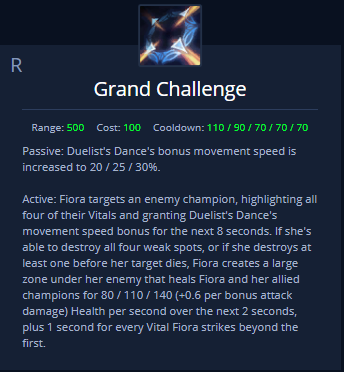 R
Grand Challenge
Range: 500 Cost: 100 Cooldown: 110 / 90 / 70 / 70 / 70
Passive: Duelist's Dance's bonus movement speed is
increased to 20 / 25 / 30%.
Active: Fiora targets an enemy champion, highlighting all
four of their Vitals and granting Duelist's Dance's
movement speed bonus for the next 8 seconds. If she's
able to destroy all four weak spots, or if she destroys at
least one before her target dies, Fiora creates a large
zone under her enemy that heals Fiora and her allied
champions for 80 / 110 / 140 (+0.6 per bonus attack
damage) Health per second over the next 2 seconds,
plus 1 second for every Vital Fiora strikes beyond the
first.